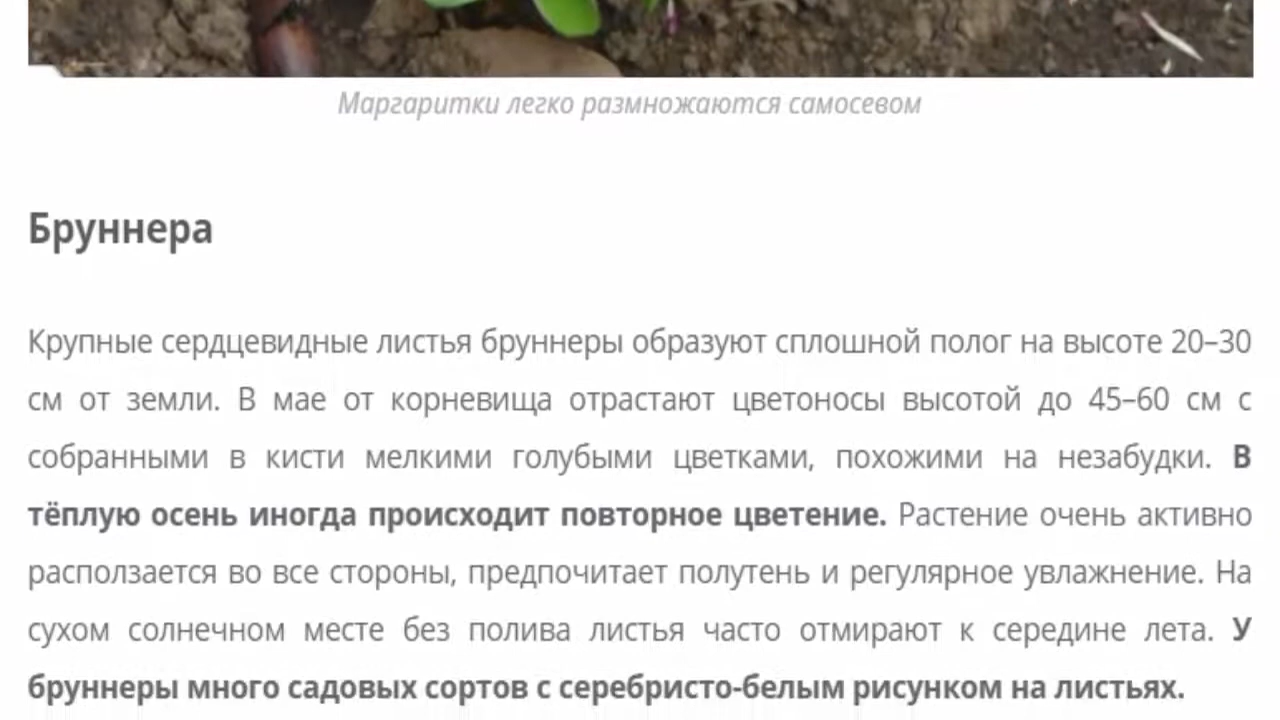 Маргаритки легко размножаются самосевом
Бруннера
Крупные сердцевидные листья бруннеры образуют сплошной полог на высоте 20–30
см от земли. В мае от корневища отрастают цветоносы высотой до 45–60 см с
собранными в кисти мелкими голубыми цветками, похожими на незабудки. В
тёплую осень иногда происходит повторное цветение. Растение очень активно
расползается во все стороны, предпочитает полутень и регулярное увлажнение. На
сухом солнечном месте без полива листья часто отмирают к середине лета. У
бруннеры много садовых сортов с серебристо-белым рисунком на листьях.